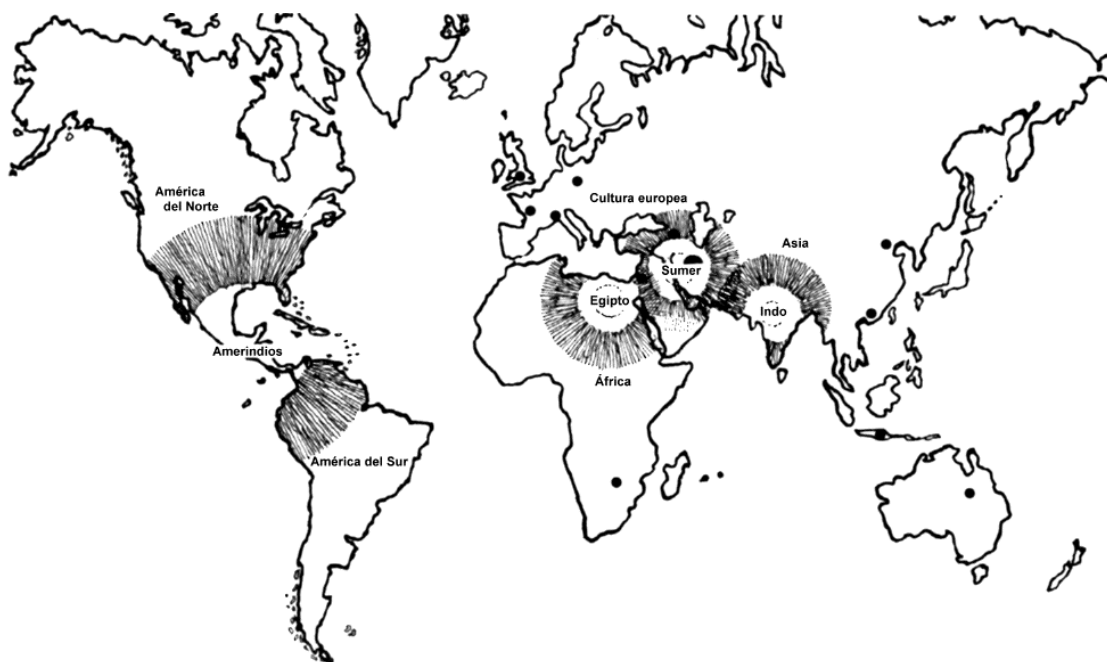 América
del Norte
Cultura europea
Asia
Sumer
Egipto
Indo
Amerindios
África
América del Sur